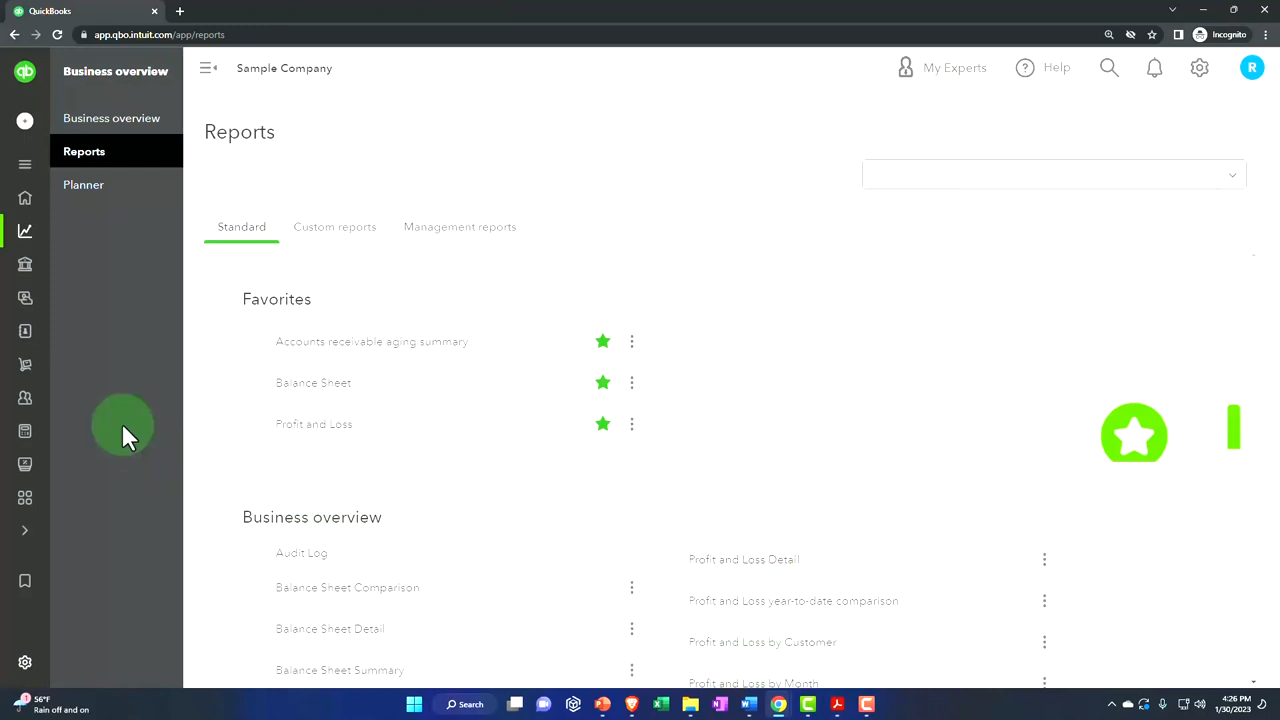 QuickBooks
app.qbo.intuit.com/app/reports
Incognito
qb
Business overview
Sample Company
My Experts
Help
R
Business overview
Reports
Planner
Reports
Standard
Custom reports
Management reports
Favorites
Accounts receivable aging summary
Balance Sheet
Profit and Loss
Business overview
Audit Log
Balance Sheet Comparison
Balance Sheet Detail
Balance Sheet Summary
Profit and Loss Detail
Profit and Loss year-to-date comparison
Profit and Loss by Customer
Profit and Loss by Month
1
56°F
Rain off and on
Search
4:26 PM
1/30/2023